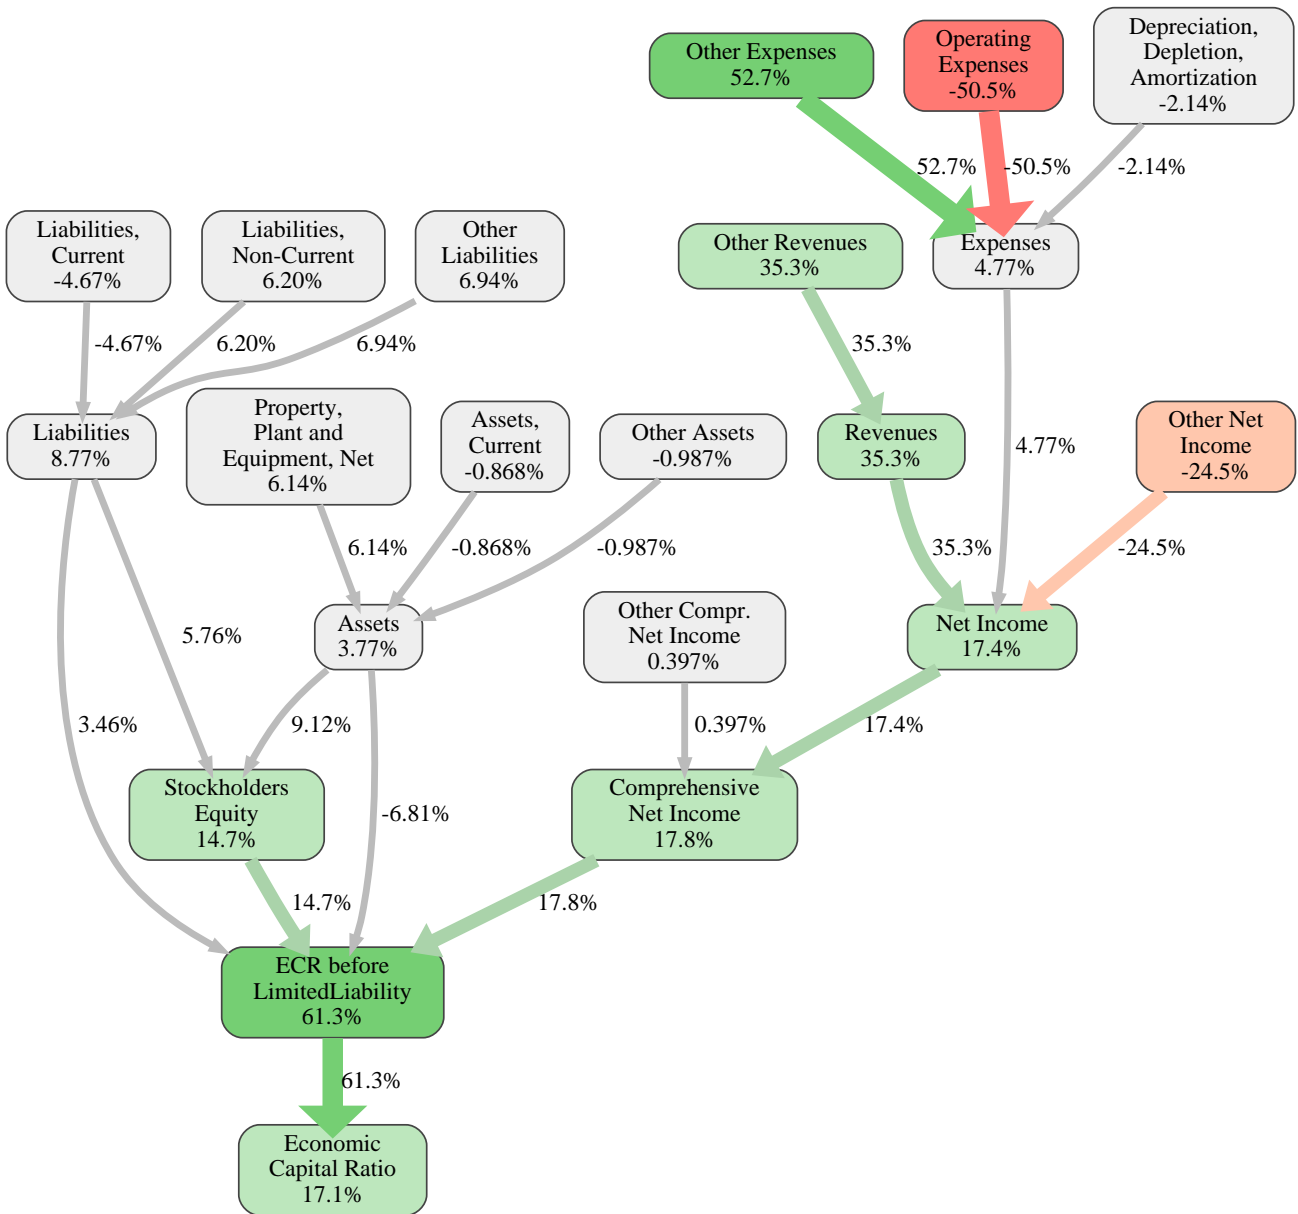 Other Expenses
52.7%
Operating
Expenses
-50.5%
Depreciation,
Depletion,
Amortization
-2.14%
52.7%
-50.5%
-2.14%
Liabilities,
Current
-4.67%
Liabilities,
Non-Current
6.20%
Other
Liabilities
6.94%
Other Revenues
35.3%
Expenses
4.77%
-4.67%
6.20%
6.94%
35.3%
Liabilities
8.77%
Property,
Plant and
Equipment, Net
6.14%
Assets,
Current
-0.868%
Other Assets
-0.987%
Revenues
35.3%
4.77%
Other Net
Income
-24.5%
6.14%
-0.868%
-0.987%
35.3%
-24.5%
5.76%
Assets
3.77%
Other Compr.
Net Income
0.397%
Net Income
17.4%
3.46%
9.12%
0.397%
17.4%
Stockholders
Equity
14.7%
-6.81%
Comprehensive
Net Income
17.8%
14.7%
17.8%
ECR before
LimitedLiability
61.3%
61.3%
Economic
Capital Ratio
17.1%